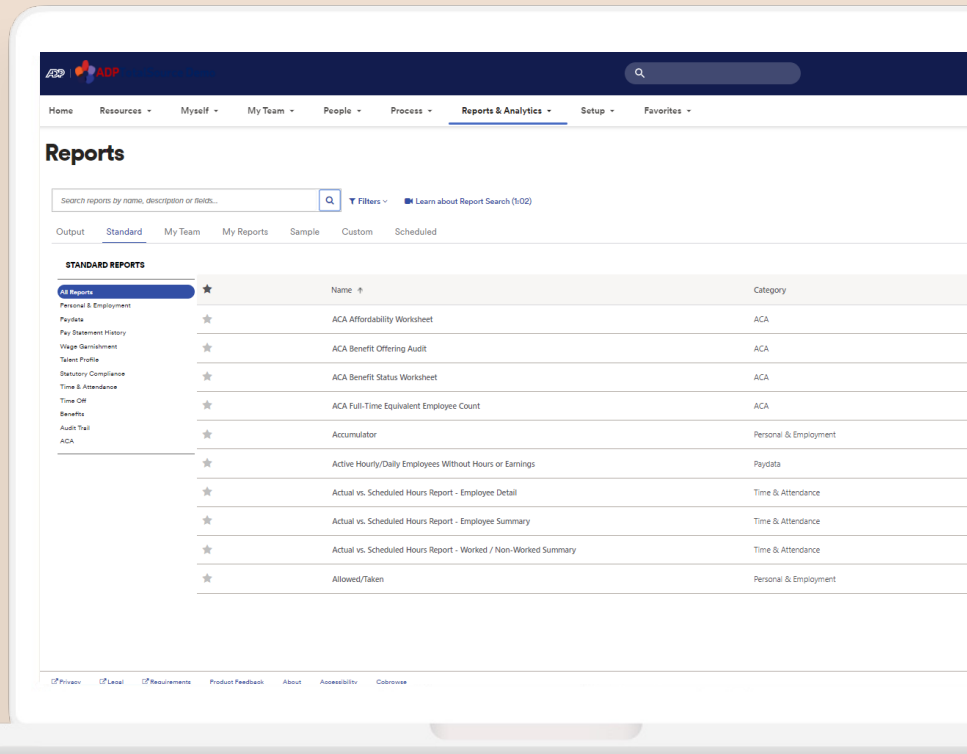 ADP ADP
Home Resources Myself My Team People Process Reports & Analytics Setup Favorites
Reports
Search reports by name, description or fields... Filters Learn about Report Search (1:02)
Output Standard My Team My Reports Sample Custom Scheduled
STANDARD REPORTS
All Reports
Personal & Employment
Paydata
Pay Statement History
Wage Garnishment
Talent Profile
Statutory Compliance
Time & Attendance
Time Off
Benefits
Audit Trail
ACA
Name Category
ACA Affordability Worksheet ACA
ACA Benefit Offering Audit ACA
ACA Benefit Status Worksheet ACA
ACA Full-Time Equivalent Employee Count ACA
Accumulator Personal & Employment
Active Hourly/Daily Employees Without Hours or Earnings Paydata
Actual vs. Scheduled Hours Report - Employee Detail Time & Attendance
Actual vs. Scheduled Hours Report - Employee Summary Time & Attendance
Actual vs. Scheduled Hours Report - Worked / Non-Worked Summary Time & Attendance
Allowed/Taken Personal & Employment
Privacy Legal Requirements Product Feedback About Accessibility Cobrowse